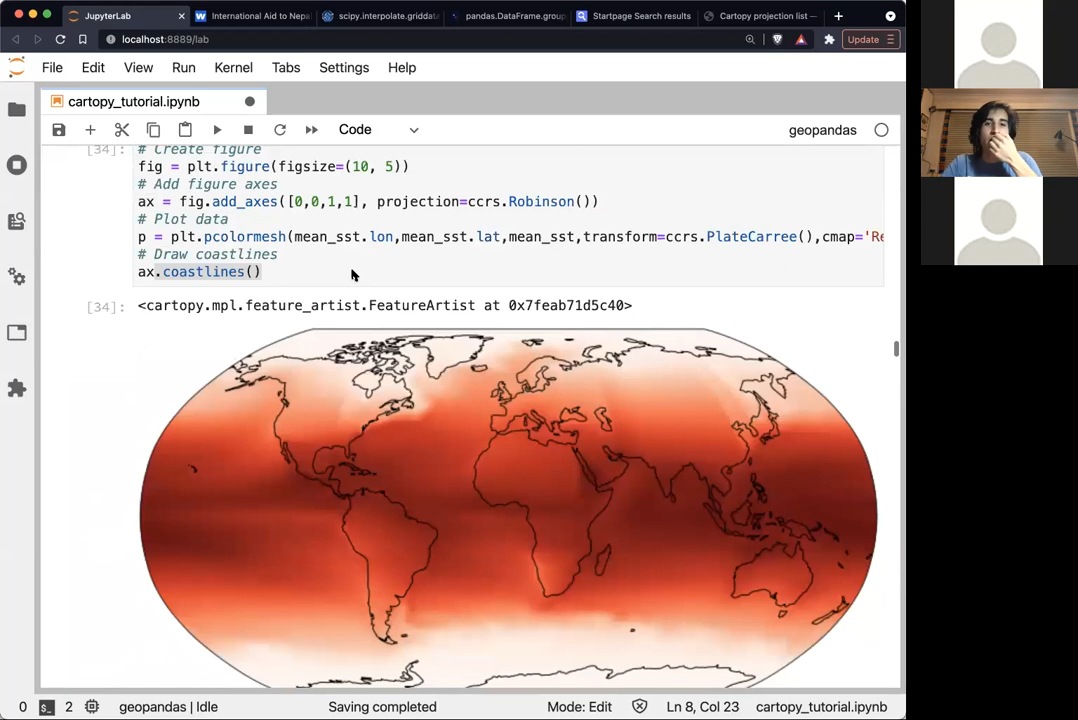 JupyterLab
International Aid to Nepa
scipy.interpolate.griddat
pandas.DataFrame.group
Startpage Search results
Cartopy projection list —
localhost:8889/lab
Update
File Edit View Run Kernel Tabs Settings Help
cartopy_tutorial.ipynb
Code
geopandas
[34]:
# Create figure
fig = plt.figure(figsize=(10, 5))
# Add figure axes
ax = fig.add_axes([0,0,1,1], projection=ccrs.Robinson())
# Plot data
p = plt.pcolormesh(mean_sst.lon,mean_sst.lat,mean_sst,transform=ccrs.PlateCarree(),cmap='Re
# Draw coastlines
ax.coastlines()
[34]:
<cartopy.mpl.feature_artist.FeatureArtist at 0x7feab71d5c40>
0 2 geopandas | Idle Saving completed Mode: Edit Ln 8, Col 23 cartopy_tutorial.ipynb